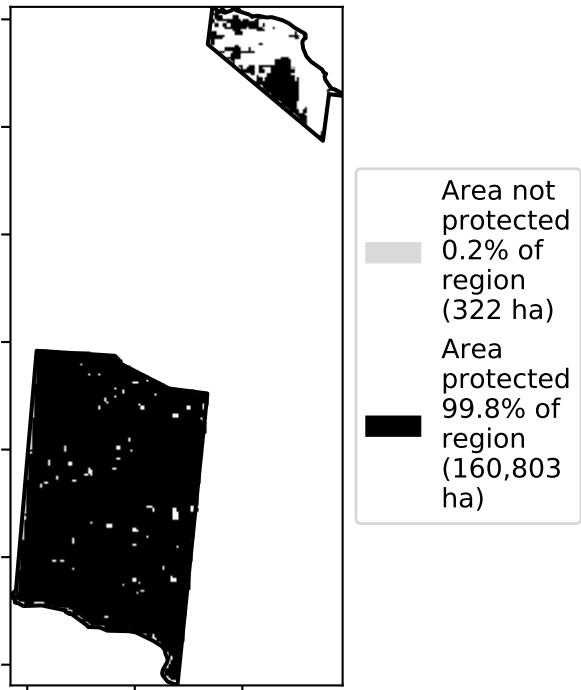 Area not
protected
0.2% of
region
(322 ha)
Area
protected
99.8% of
region
(160,803
ha)